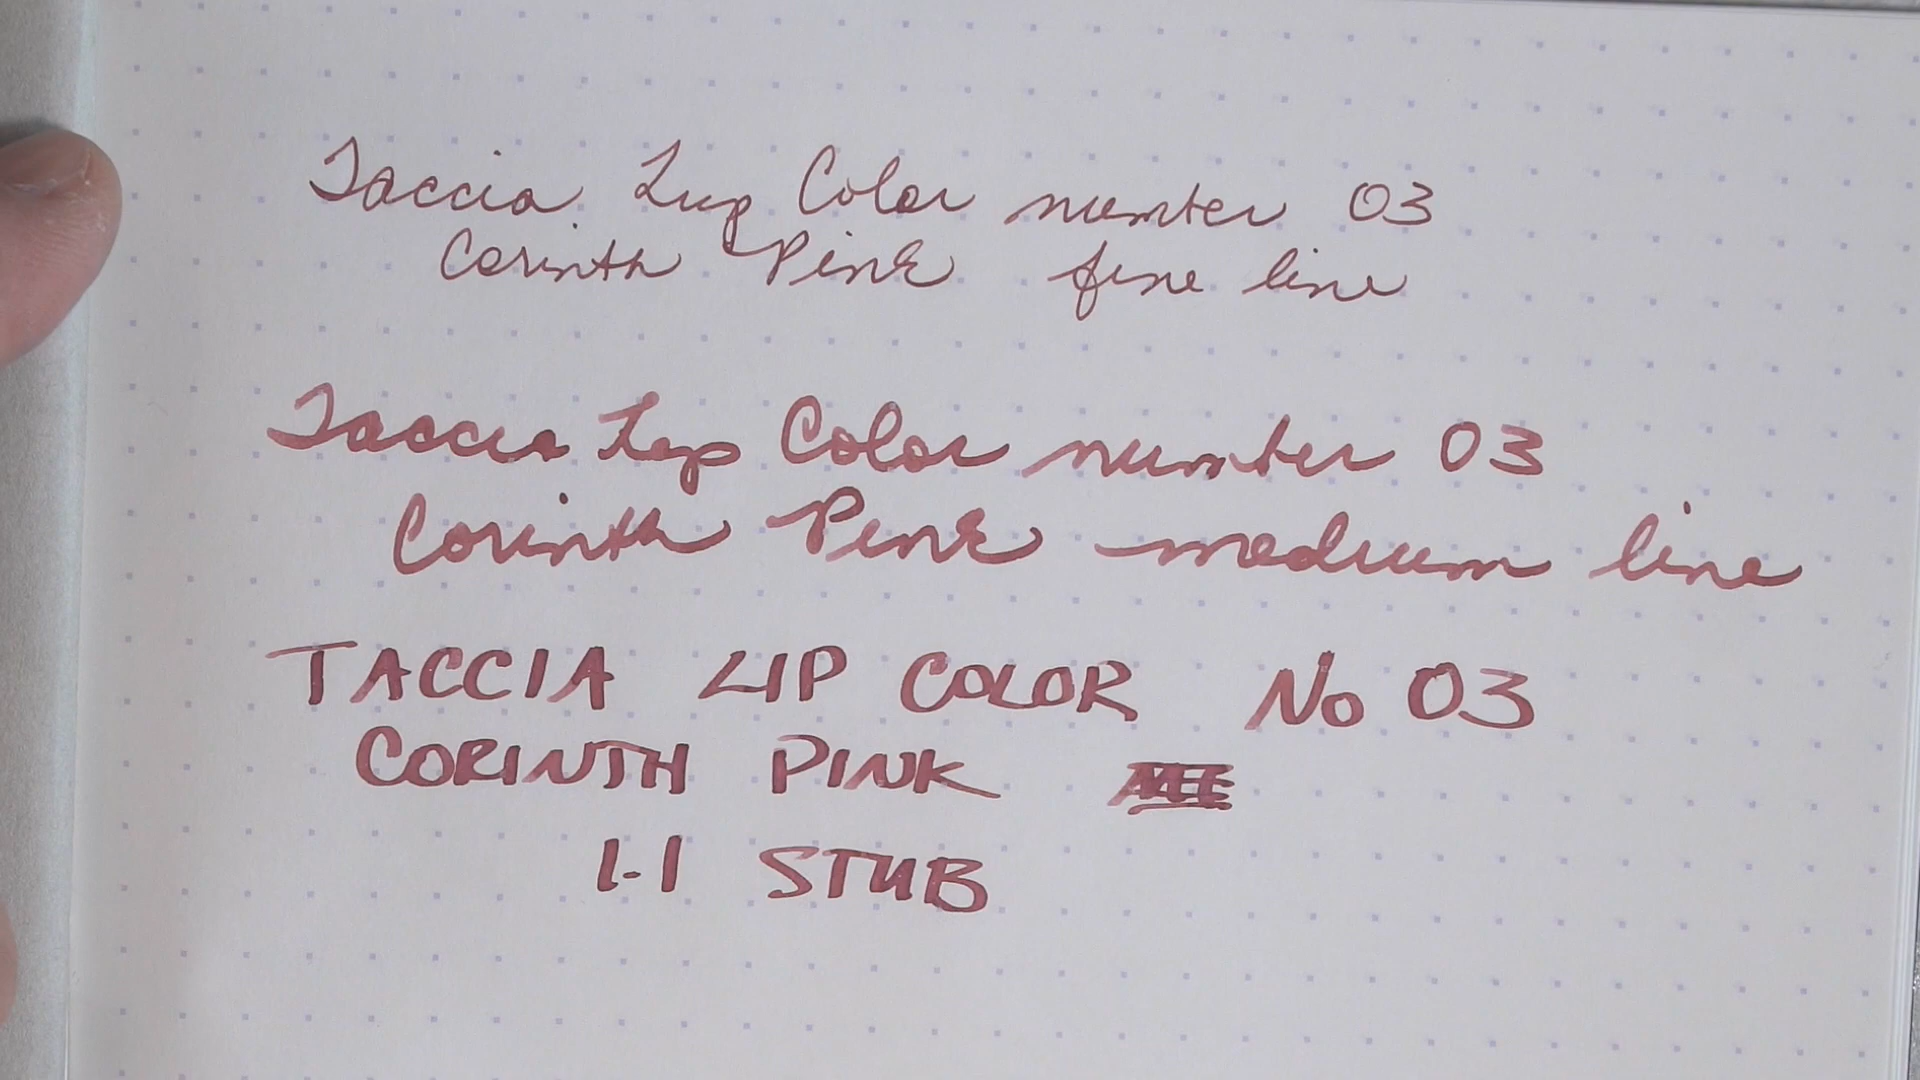 Taccia Lip Color number 03
Corinth Pink fine line
Taccia Lip Color number 03
Corinth Pink medium line
TACCIA LIP COLOR No 03
CORINTH PINK
1.1 STUB